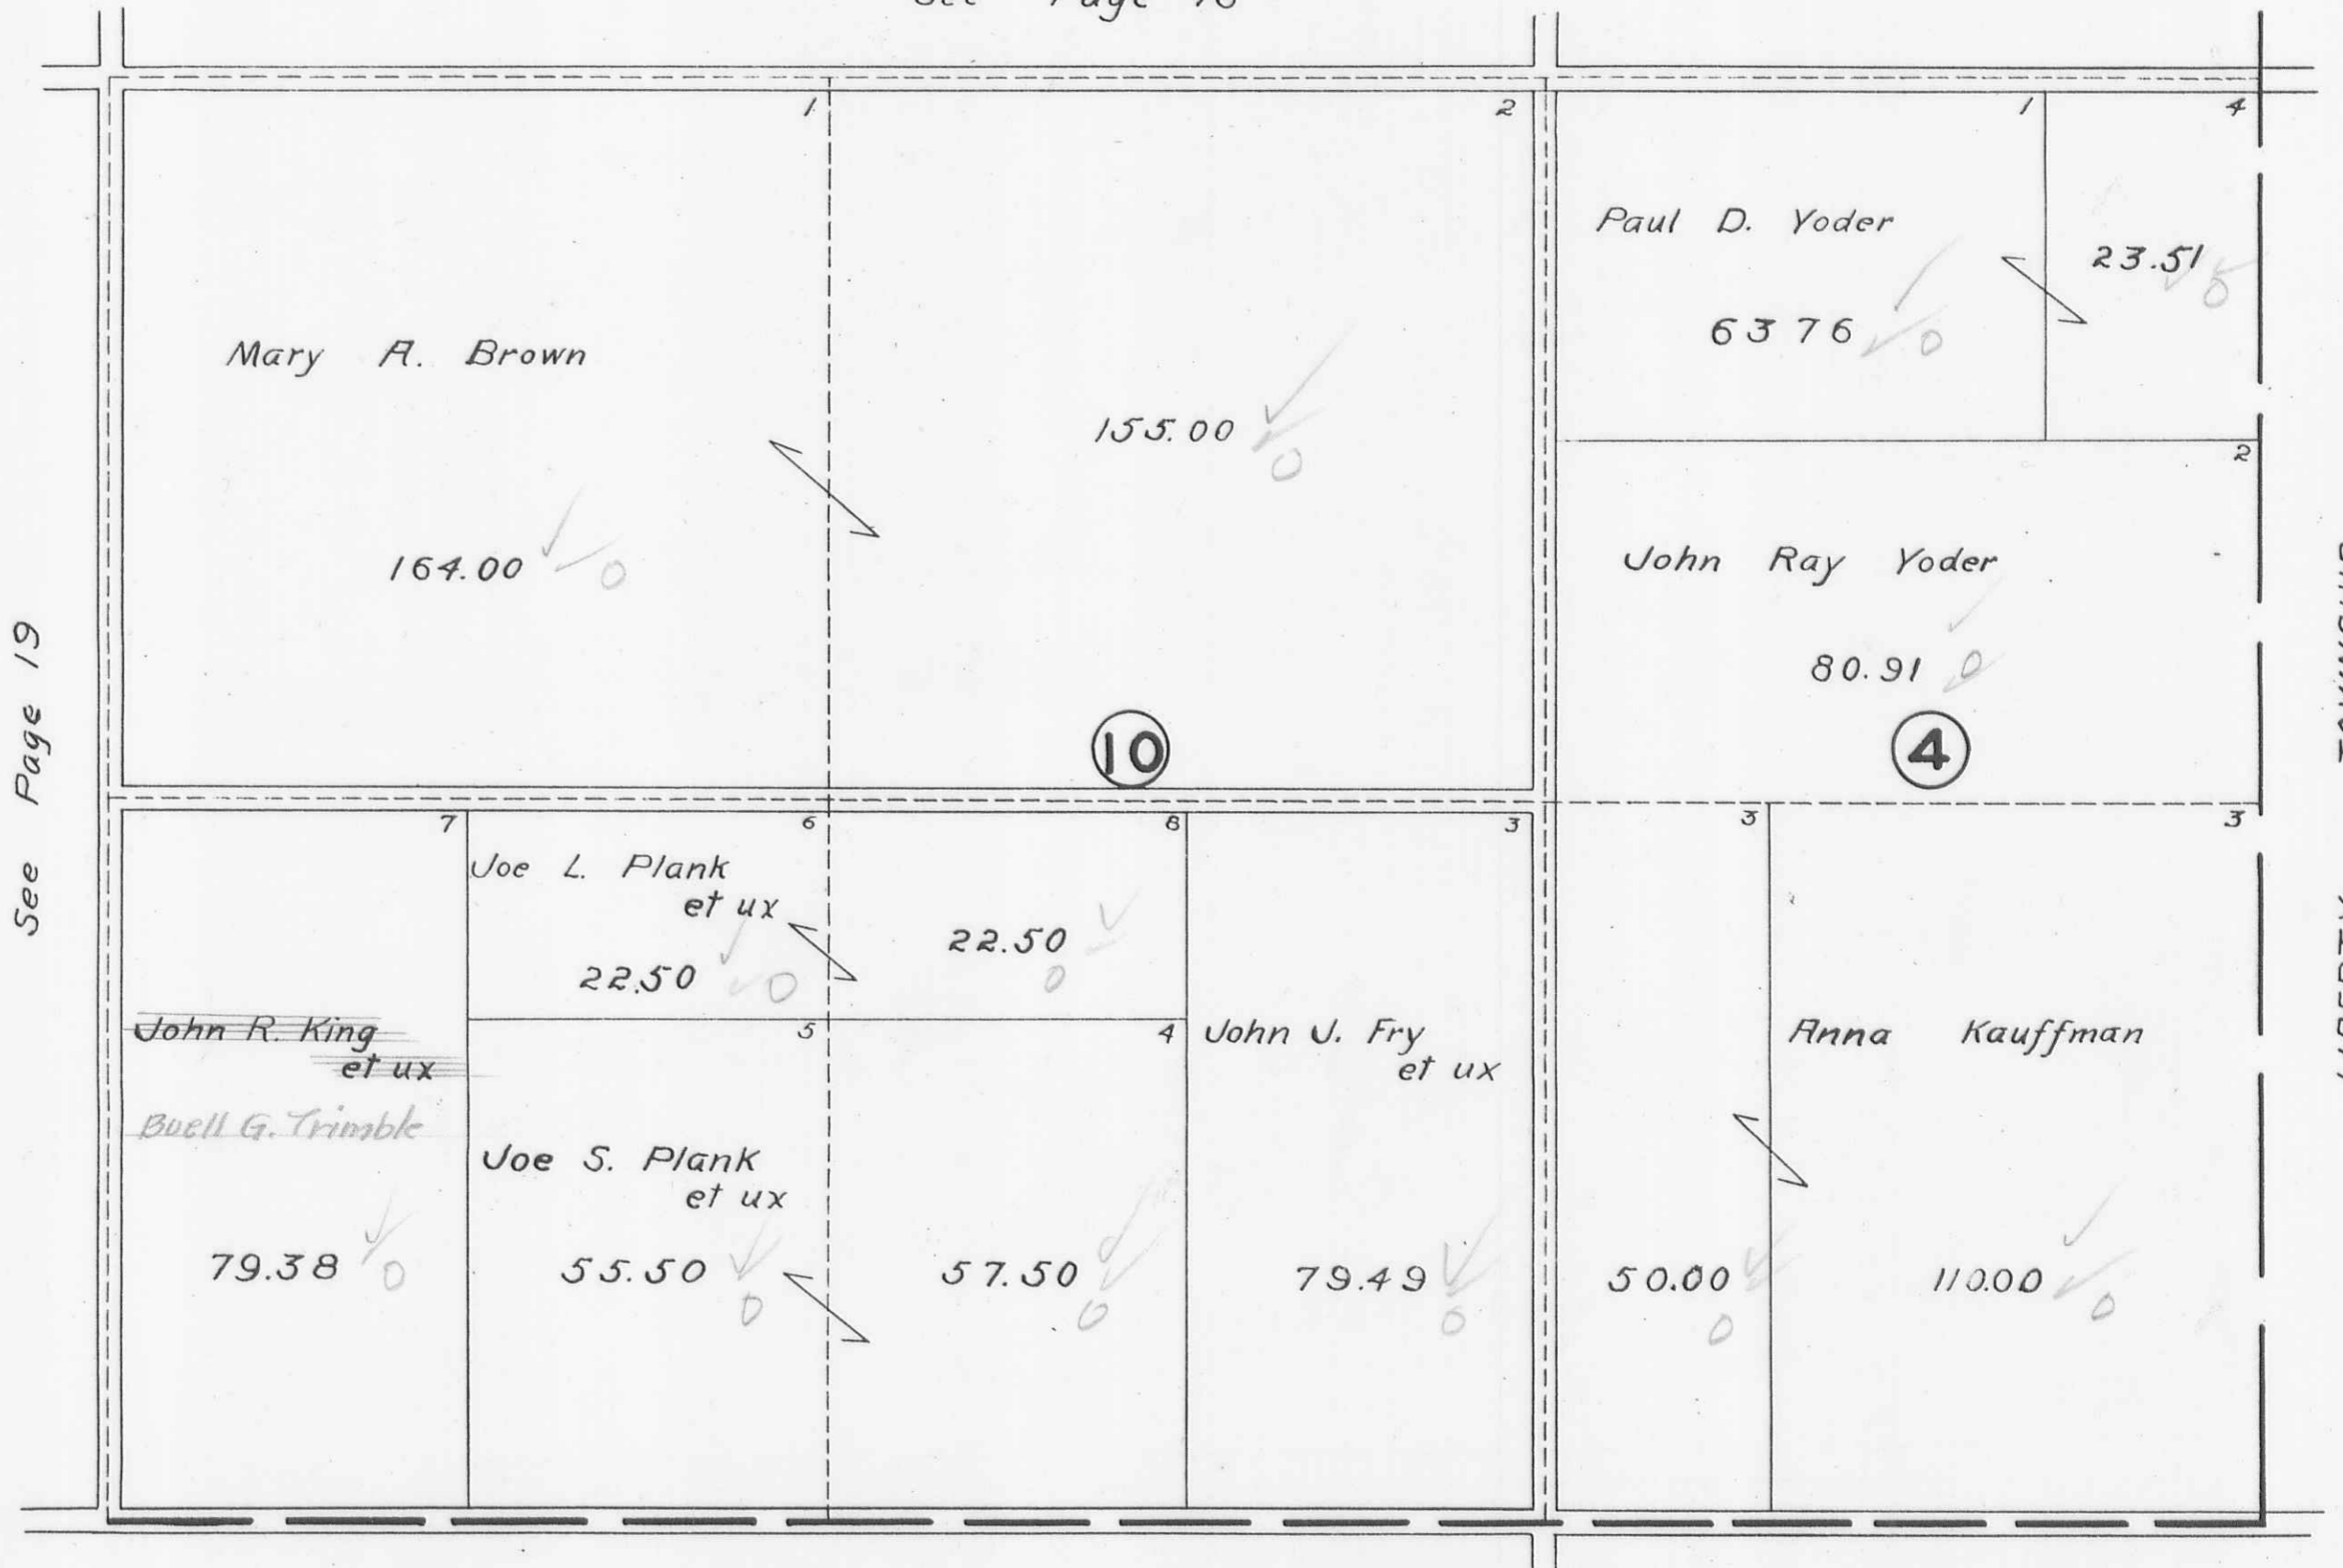 See Page
1
2
1
4
Paul D. Yoder
23.51
6376
Mary A. Brown
155.00
164.00
2
John Ray Yoder
80.91
10
4
See Page 19
7
6
8
3
3
3
Joe L. Plank
et ux
22.50
22.50
John R. King
et ux
Buell G. Trimble
5
4
John J. Fry
et ux
Anna Kauffman
Joe S. Plank
et ux
79.38
55.50
57.50
79.49
50.00
110.00